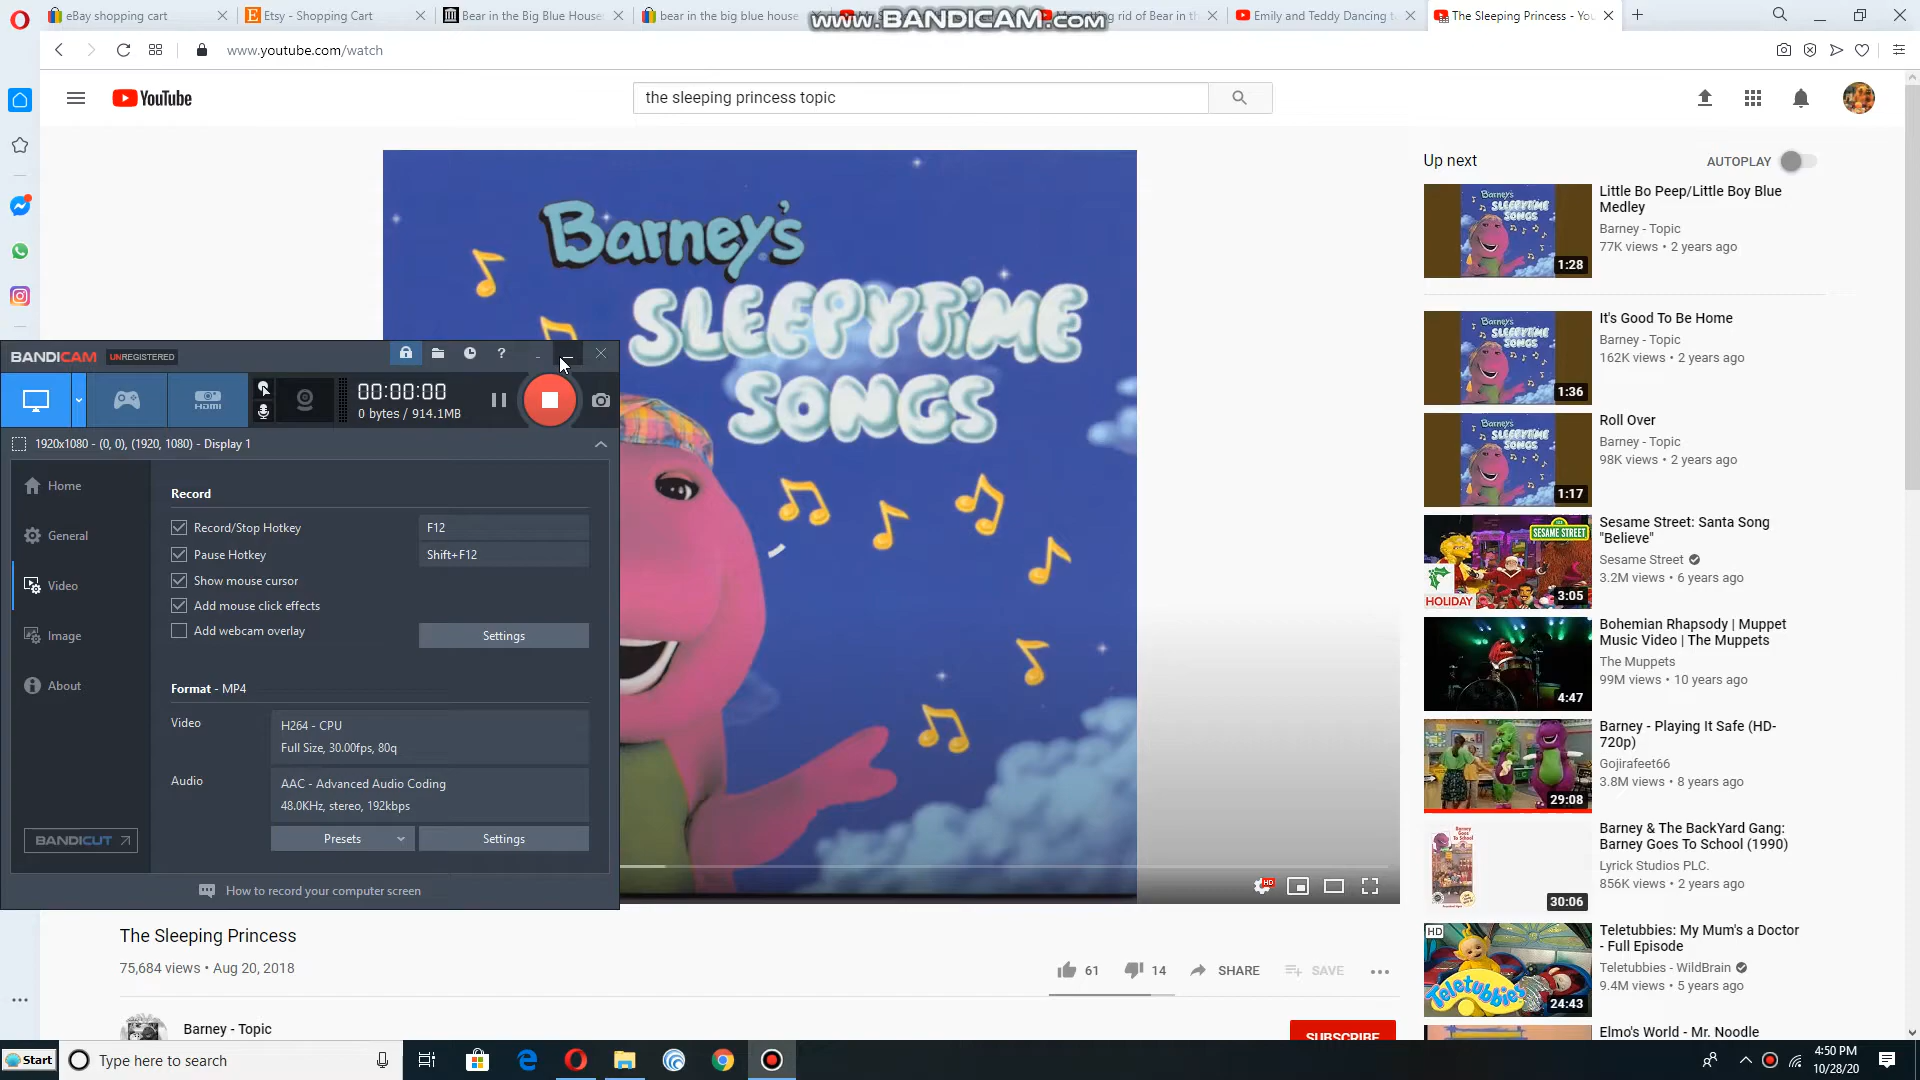 eBay shopping cart
Etsy - Shopping Cart
Bear in the Big Blue House
bear in the big blue house
www.BANDICAM.com
ting rid of Bear in th
Emily and Teddy Dancing t
The Sleeping Princess - You
www.youtube.com/watch
YouTube
the sleeping princess topic
Up next
AUTOPLAY
Barney's
SLEEPYTIME
SONGS
Little Bo Peep/Little Boy Blue
Medley
Barney - Topic
77K views • 2 years ago
1:28
It's Good To Be Home
Barney - Topic
162K views • 2 years ago
1:36
Roll Over
Barney - Topic
98K views • 2 years ago
1:17
Sesame Street: Santa Song
"Believe"
Sesame Street
3.2M views • 6 years ago
SESAME STREET
HOLIDAY
3:05
Bohemian Rhapsody | Muppet
Music Video | The Muppets
The Muppets
99M views • 10 years ago
4:47
Barney - Playing It Safe (HD-
720p)
Gojirafeet66
3.8M views • 8 years ago
29:08
Barney & The BackYard Gang:
Barney Goes To School (1990)
Lyrick Studios PLC.
856K views • 2 years ago
30:06
Teletubbies: My Mum's a Doctor
- Full Episode
Teletubbies - WildBrain
9.4M views • 5 years ago
HD
Teletubbies
24:43
Elmo's World - Mr. Noodle
BANDICAM UNREGISTERED
HDMI
00:00:00
0 bytes / 914.1MB
1920x1080 - (0, 0), (1920, 1080) - Display 1
Home
General
Video
Image
About
BANDICUT
Record
Record/Stop Hotkey
F12
Pause Hotkey
Shift+F12
Show mouse cursor
Add mouse click effects
Add webcam overlay
Settings
Format - MP4
Video
H264 - CPU
Full Size, 30.00fps, 80q
Audio
AAC - Advanced Audio Coding
48.0KHz, stereo, 192kbps
Presets
Settings
How to record your computer screen
HD
The Sleeping Princess
75,684 views • Aug 20, 2018
61
14
SHARE
SAVE
Barney - Topic
SUBSCRIBE
Start
Type here to search
4:50 PM
10/28/20